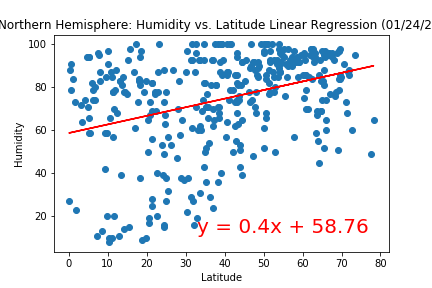 Northern Hemisphere: Humidity vs. Latitude Linear Regression (01/24/2
100
80
60
40
20
Humidity
y = 0.4x + 58.76
0 10 20 30 40 50 60 70 80
Latitude